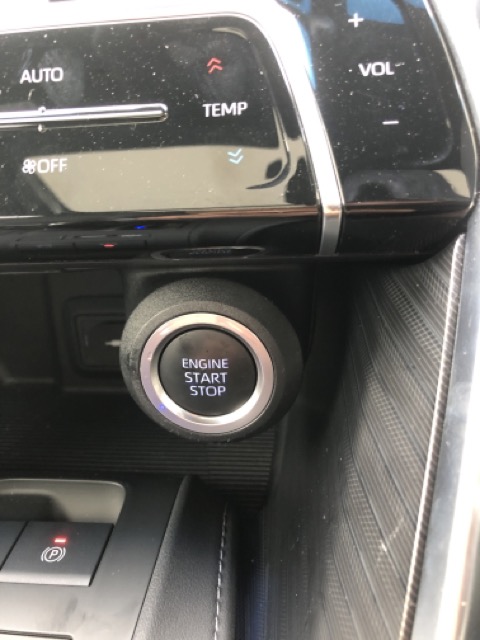 AUTO
+
VOL
TEMP
−
OFF
ENGINE
START
STOP
P